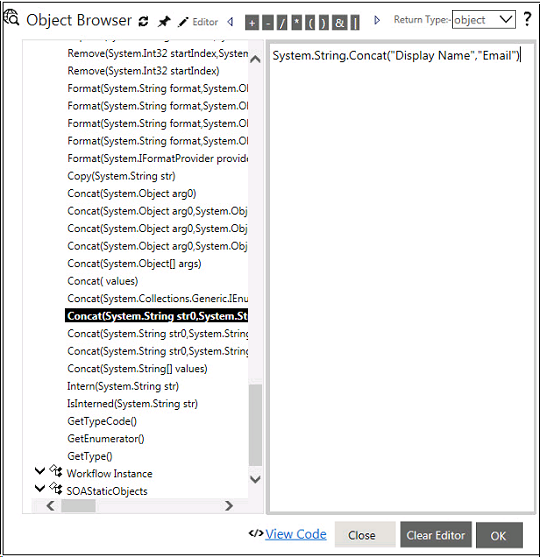 Object Browser Editor + - / * ( ) & | Return Type:- object ?
System.String.Concat("Display Name","Email")
Remove(System.Int32 startIndex,System
Remove(System.Int32 startIndex)
Format(System.String format,System.Ol
Format(System.String format,System.Ol
Format(System.String format,System.Ol
Format(System.String format,System.Ol
Format(System.IFormatProvider provide
Copy(System.String str)
Concat(System.Object arg0)
Concat(System.Object arg0,System.Obj
Concat(System.Object arg0,System.Obj
Concat(System.Object arg0,System.Obj
Concat(System.Object[] args)
Concat( values)
Concat(System.Collections.Generic.IEnu
Concat(System.String str0,System.St
Concat(System.String str0,System.Stri
Concat(System.String str0,System.Stri
Concat(System.String[] values)
Intern(System.String str)
IsInterned(System.String str)
GetTypeCode()
GetEnumerator()
GetType()
Workflow Instance
SOAStaticObjects
</> View Code Close Clear Editor OK